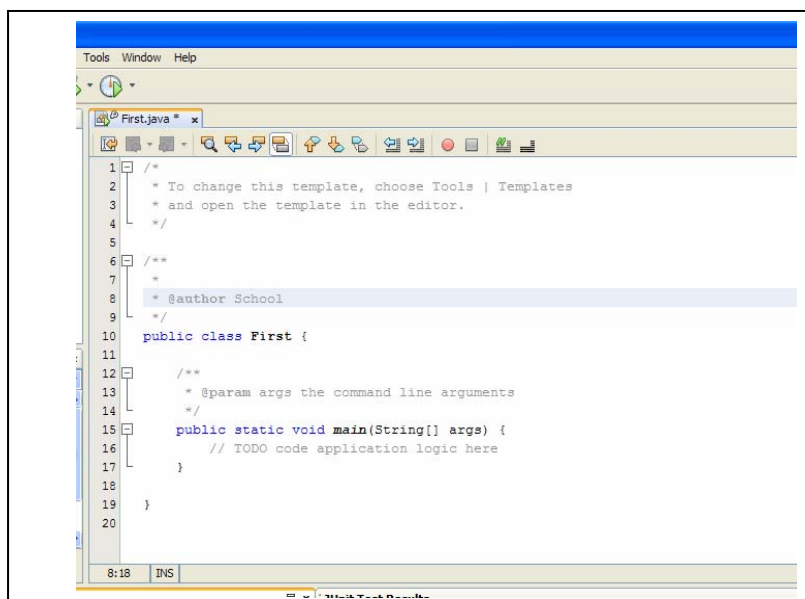 Tools Window Help
First.java * x
1 /*
2 * To change this template, choose Tools | Templates
3 * and open the template in the editor.
4 */
5
6 /**
7 *
8 * @author School
9 */
10 public class First {
11
12 /**
13 * @param args the command line arguments
14 */
15 public static void main(String[] args) {
16 // TODO code application logic here
17 }
18
19 }
20
8:18 INS
JUnit Test Results